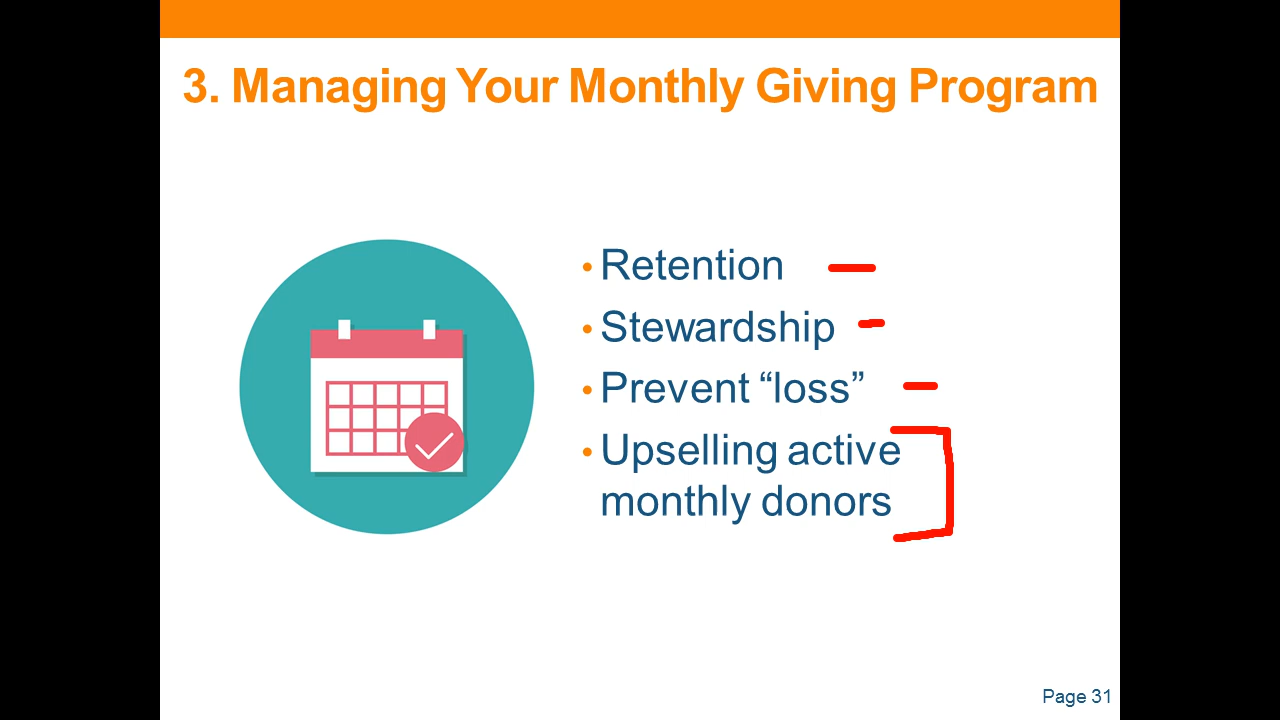 3. Managing Your Monthly Giving Program
• Retention
• Stewardship
• Prevent “loss”
• Upselling active
monthly donors
Page 31